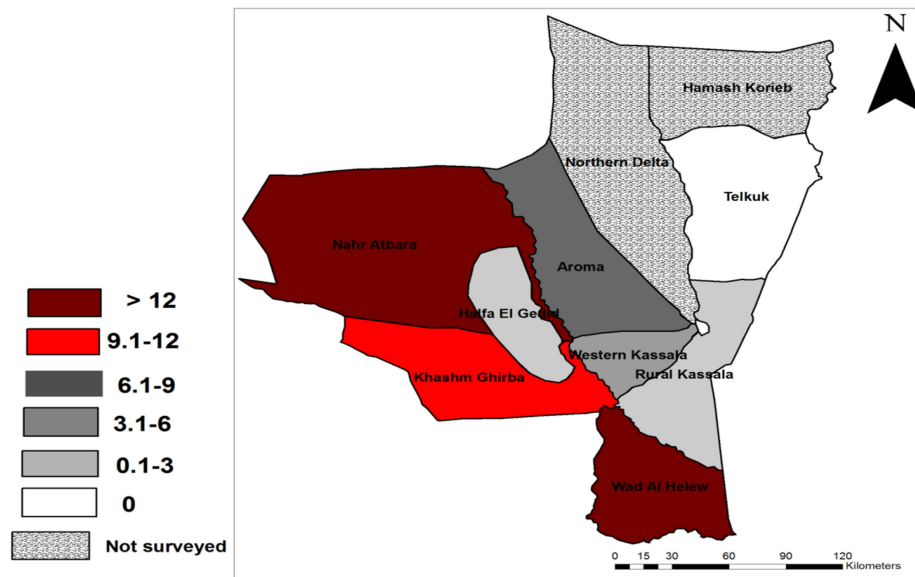 N
Hamash Korieb
Northern Delta
Telkuk
Nahr Atbara
Aroma
Halfa El Gedid
Western Kassala
Rural Kassala
Khashm Ghirba
Wad Al Helew
> 12
9.1-12
6.1-9
3.1-6
0.1-3
0
Not surveyed
0 15 30 60 90 120
Kilometers